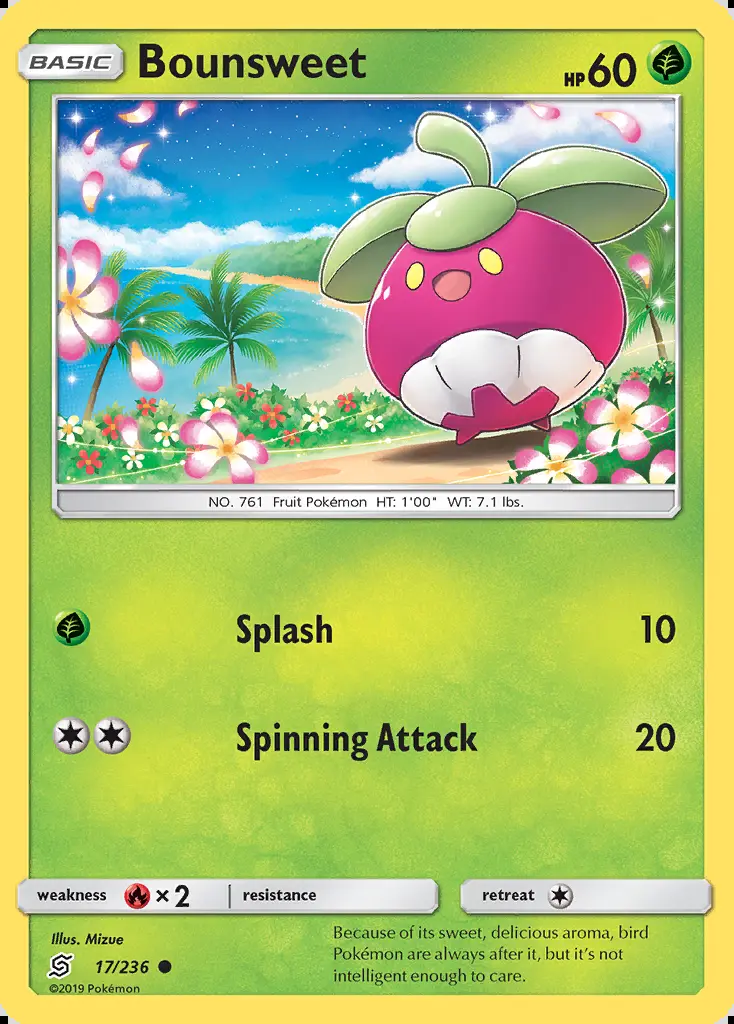 BASIC Bounsweet HP60
NO. 761 Fruit Pokémon HT: 1'00" WT: 7.1 lbs.
Splash 10
Spinning Attack 20
weakness ×2 resistance retreat
Illus. Mizue
17/236
©2019 Pokémon
Because of its sweet, delicious aroma, bird
Pokémon are always after it, but it's not
intelligent enough to care.